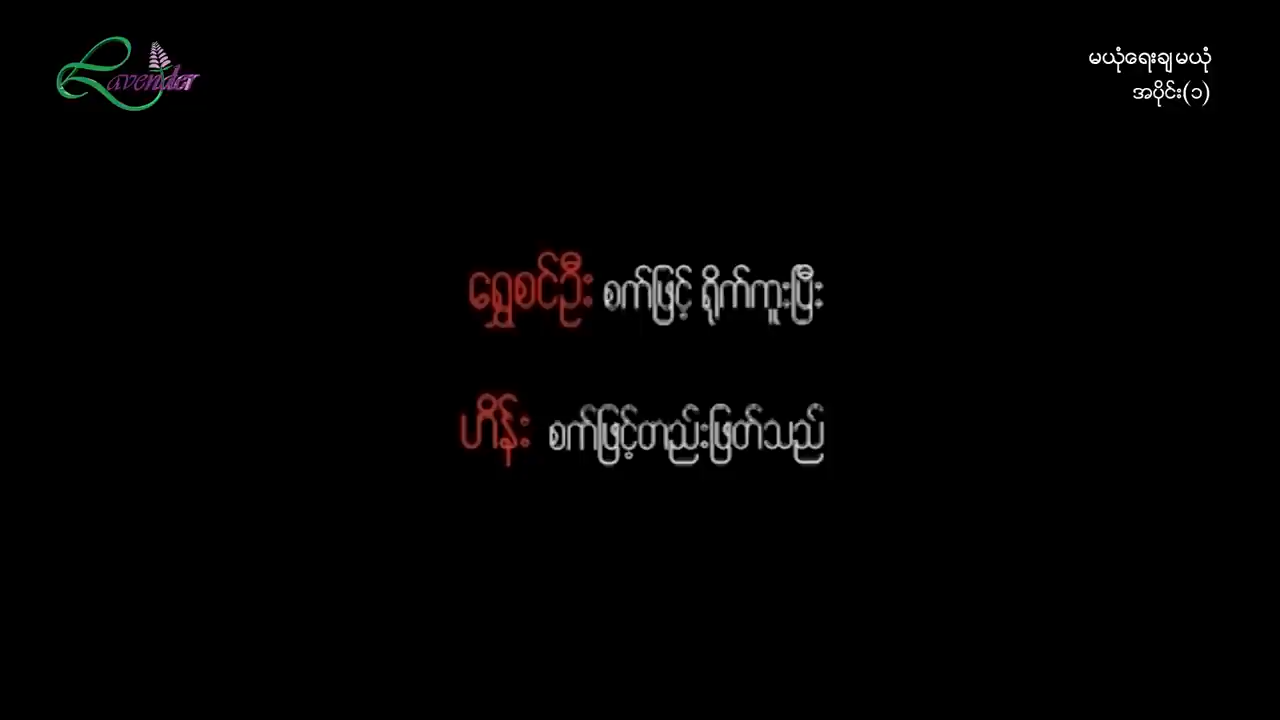 Lavender
မယုံရေးချ မယုံ
အပိုင်း(၁)
ရွှေစင်ဦး စက်ဖြင့် ရိုက်ကူးပြီး
ဟိန်း စက်ဖြင့်တည်းဖြတ်သည်